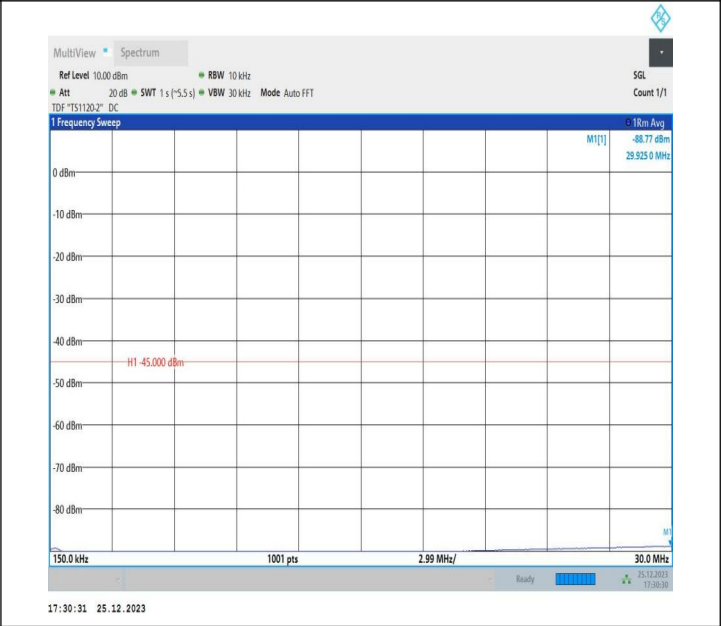 MultiView Spectrum
Ref Level 10.00 dBm RBW 10 kHz SGL
Att 20 dB SWT 1 s (~5.5 s) VBW 30 kHz Mode Auto FFT Count 1/1
TDF "TS1120-2" DC
1 Frequency Sweep 1Rm Avg
M1[1] -88.77 dBm
29.925 0 MHz
0 dBm
-10 dBm
-20 dBm
-30 dBm
-40 dBm
H1 -45.000 dBm
-50 dBm
-60 dBm
-70 dBm
-80 dBm
M1
150.0 kHz 1001 pts 2.99 MHz/ 30.0 MHz
Ready 25.12.2023
17:30:30
17:30:31 25.12.2023